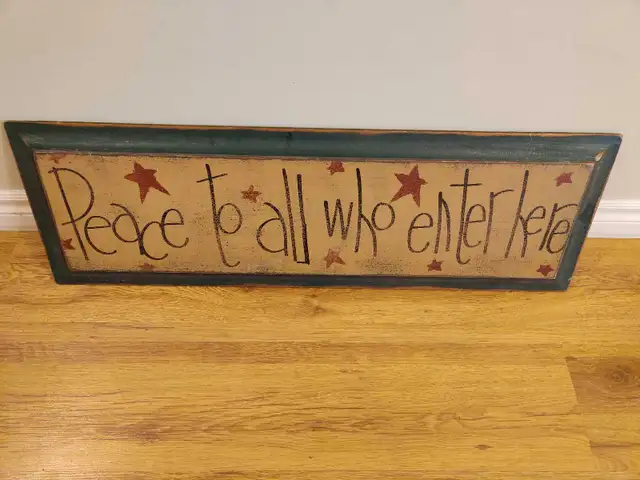 Peace to all who enter here